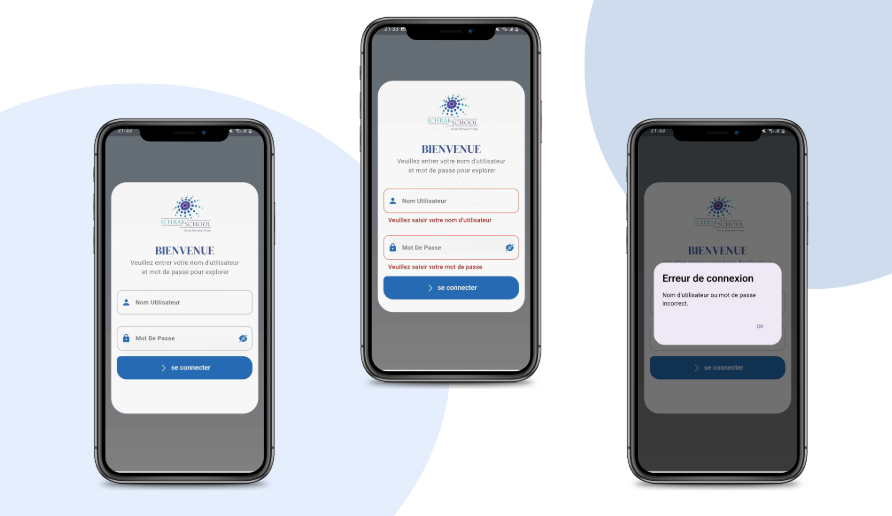 21:33
ICHRAK SCHOOL
BIENVENUE
Veuillez entrer votre nom d'utilisateur
et mot de passe pour explorer
Nom Utilisateur
Mot De Passe
se connecter
21:33
ICHRAK SCHOOL
BIENVENUE
Veuillez entrer votre nom d'utilisateur
et mot de passe pour explorer
Nom Utilisateur
Veuillez saisir votre nom d'utilisateur
Mot De Passe
Veuillez saisir votre mot de passe
se connecter
21:33
SCHOOL
BIENVENUE
Erreur de connexion
Nom d'utilisateur ou mot de passe
incorrect.
OK
se connecter